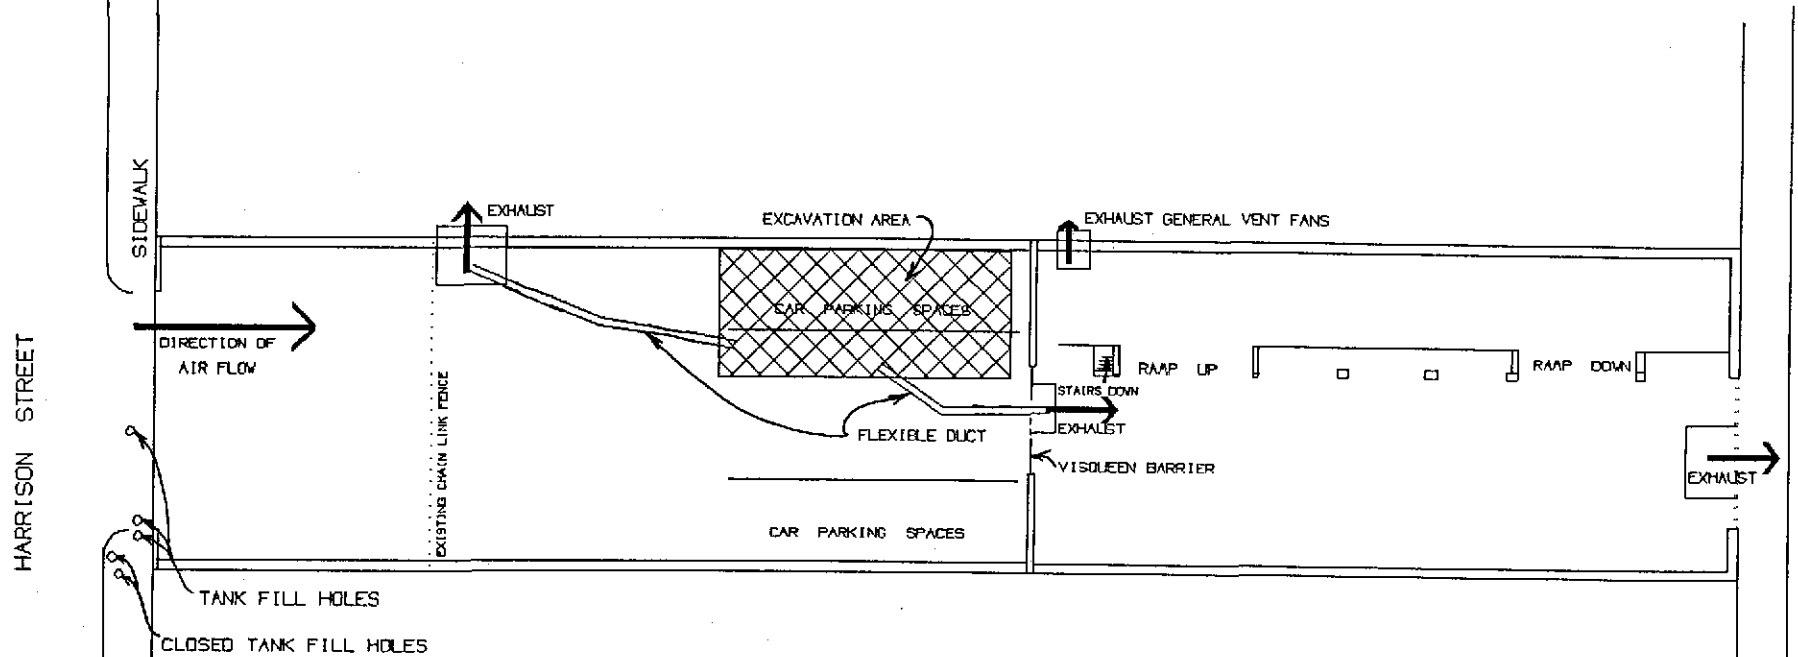 HARRISON STREET
SIDEWALK
EXHAUST
EXCAVATION AREA
EXHAUST GENERAL VENT FANS
CAR PARKING SPACES
DIRECTION OF
AIR FLOW
EXISTING CHAIN LINK FENCE
RAMP UP
RAMP DOWN
STAIRS DOWN
EXHAUST
FLEXIBLE DUCT
VISQUEEN BARRIER
EXHAUST
CAR PARKING SPACES
TANK FILL HOLES
CLOSED TANK FILL HOLES